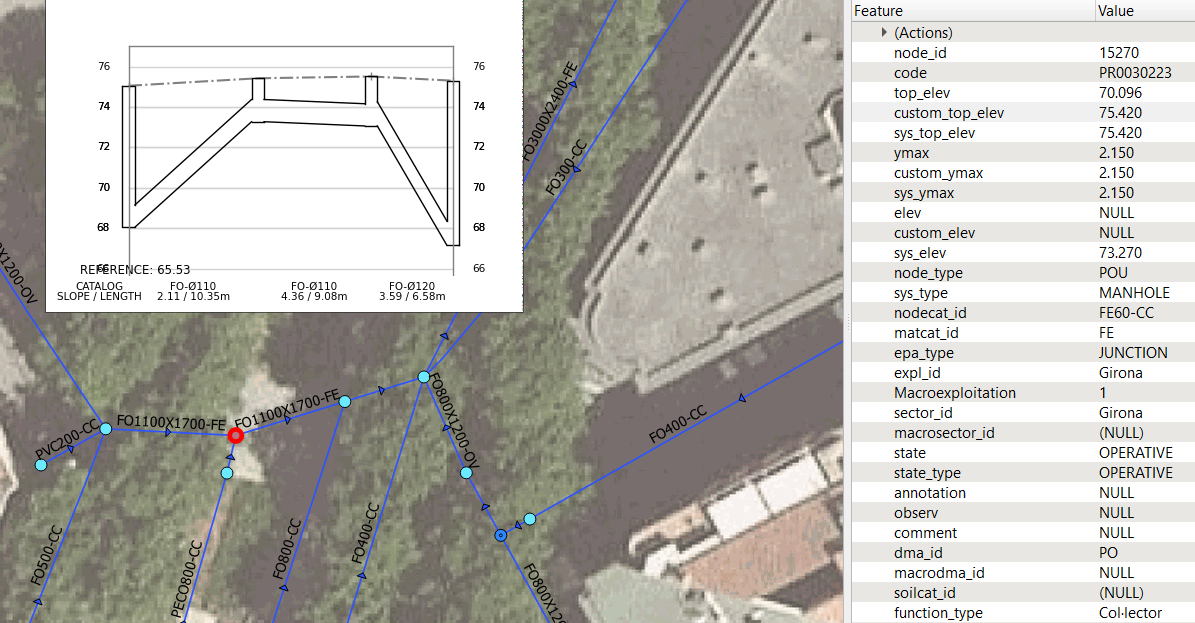 76
76
74
74
72
72
70
70
68
68
66
66
REFERENCE: 65.53
CATALOG
FO-Ø110
FO-Ø110
FO-Ø120
SLOPE / LENGTH
2.11 / 10.35m
4.36 / 9.08m
3.59 / 6.58m
FO3000X2400-FE
FO300-CC
X1200-OV
PVC200-CC
FO1100X1700-FE
FO1100X1700-FE
FO800X1200-OV
FO400-CC
FO500-CC
PECO800-CC
FO800-CC
FO400-CC
FO800X120
Feature Value
(Actions)
node_id 15270
code PR0030223
top_elev 70.096
custom_top_elev 75.420
sys_top_elev 75.420
ymax 2.150
custom_ymax 2.150
sys_ymax 2.150
elev NULL
custom_elev NULL
sys_elev 73.270
node_type POU
sys_type MANHOLE
nodecat_id FE60-CC
matcat_id FE
epa_type JUNCTION
expl_id Girona
Macroexploitation 1
sector_id Girona
macrosector_id (NULL)
state OPERATIVE
state_type OPERATIVE
annotation NULL
observ NULL
comment NULL
dma_id PO
macrodma_id NULL
soilcat_id (NULL)
function_type Col·lector